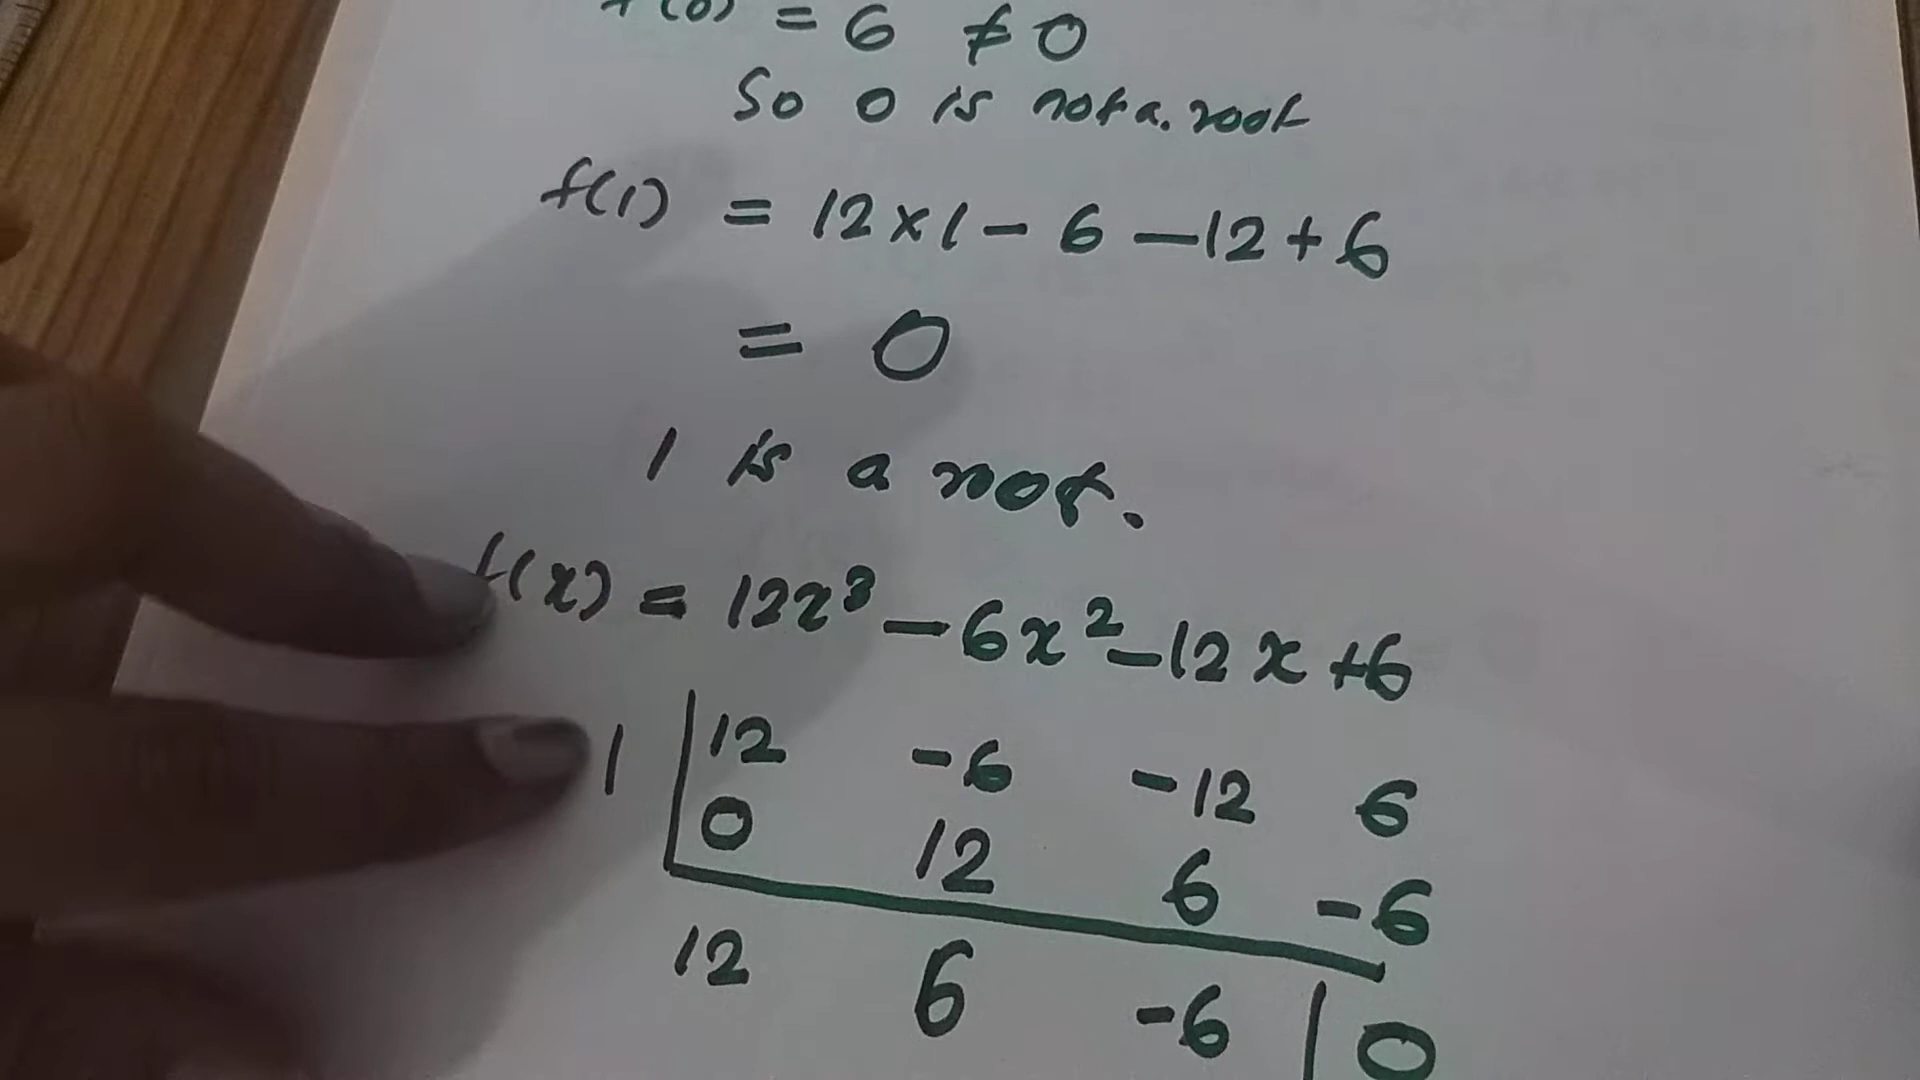 f(0) = 6 ≠ 0
So 0 is not a. root
f(1) = 12×1 - 6 - 12 + 6
= 0
1 is a root.
f(x) = 12x³ - 6x² - 12x + 6
1 | 12 -6 -12 6
0 12 6 -6
12 6 -6 | 0